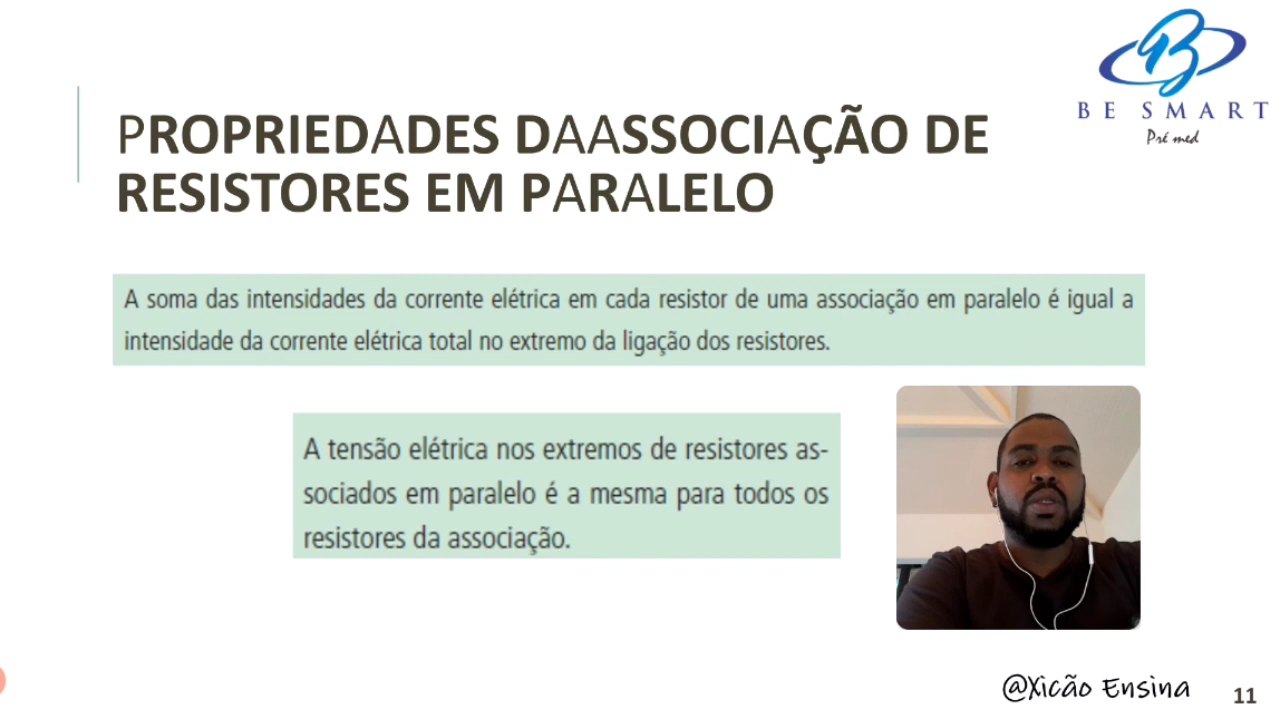 BE SMART
Pré med
PROPRIEDADES DAASSOCIAÇÃO DE
RESISTORES EM PARALELO
A soma das intensidades da corrente elétrica em cada resistor de uma associação em paralelo é igual a
intensidade da corrente elétrica total no extremo da ligação dos resistores.
A tensão elétrica nos extremos de resistores as-
sociados em paralelo é a mesma para todos os
resistores da associação.
@Xicão Ensina
11